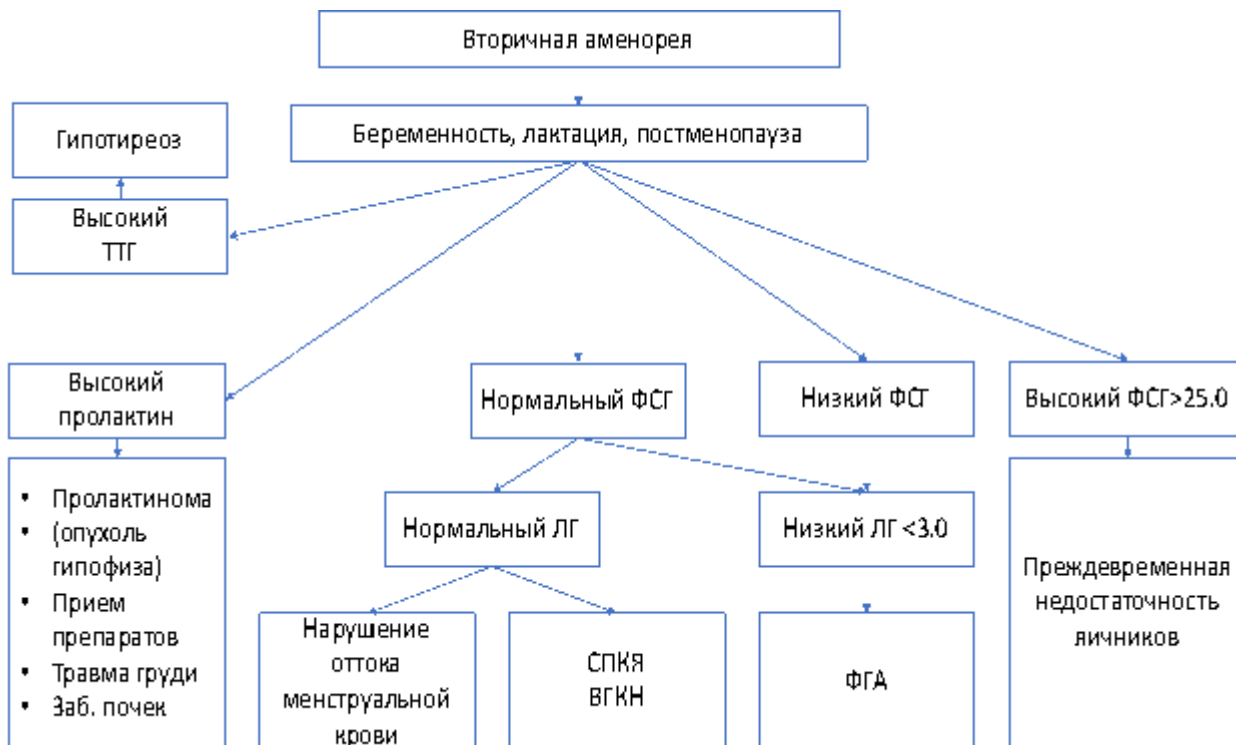 Вторичная аменорея
Беременность, лактация, постменопауза
Гипотиреоз
Высокий
ТТГ
Высокий
пролактин
Нормальный ФСГ
Низкий ФСГ
Высокий ФСГ>25.0
• Пролактинома
• (опухоль
гипофиза)
• Прием
препаратов
• Травма груди
• Заб. почек
Нормальный ЛГ
Низкий ЛГ <3.0
Преждевременная
недостаточность
яичников
Нарушение
оттока
менструальной
крови
СПКЯ
ВГКН
ФГА